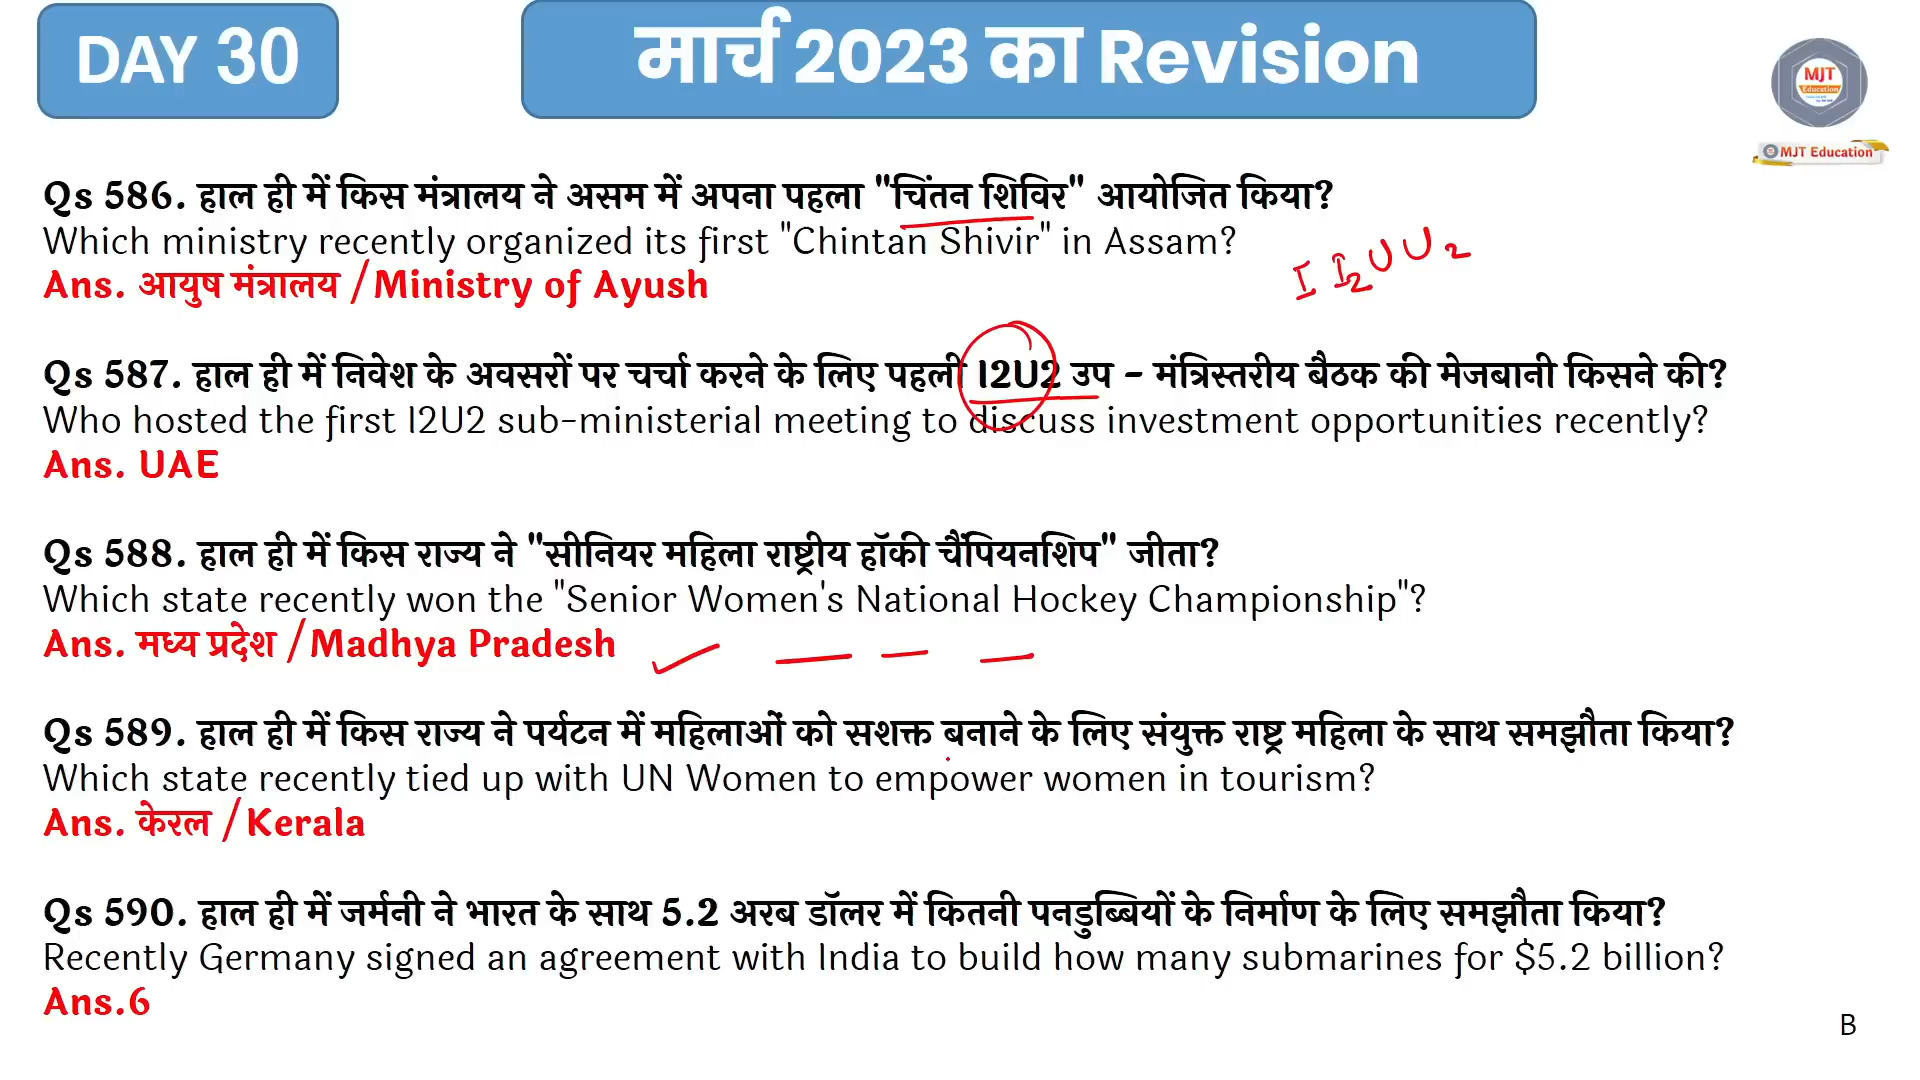 DAY 30
मार्च 2023 का Revision
MJT
Education
MJT Education
Qs 586. हाल ही में किस मंत्रालय ने असम में अपना पहला "चिंतन शिविर" आयोजित किया?
Which ministry recently organized its first "Chintan Shivir" in Assam?
Ans. आयुष मंत्रालय /Ministry of Ayush
I I2 U U 2
Qs 587. हाल ही में निवेश के अवसरों पर चर्चा करने के लिए पहली I2U2 उप - मंत्रिस्तरीय बैठक की मेजबानी किसने की?
Who hosted the first I2U2 sub-ministerial meeting to discuss investment opportunities recently?
Ans. UAE
Qs 588. हाल ही में किस राज्य ने "सीनियर महिला राष्ट्रीय हॉकी चैंपियनशिप" जीता?
Which state recently won the "Senior Women's National Hockey Championship"?
Ans. मध्य प्रदेश /Madhya Pradesh
Qs 589. हाल ही में किस राज्य ने पर्यटन में महिलाओं को सशक्त बनाने के लिए संयुक्त राष्ट्र महिला के साथ समझौता किया?
Which state recently tied up with UN Women to empower women in tourism?
Ans. केरल /Kerala
Qs 590. हाल ही में जर्मनी ने भारत के साथ 5.2 अरब डॉलर में कितनी पनडुब्बियों के निर्माण के लिए समझौता किया?
Recently Germany signed an agreement with India to build how many submarines for $5.2 billion?
Ans.6
B